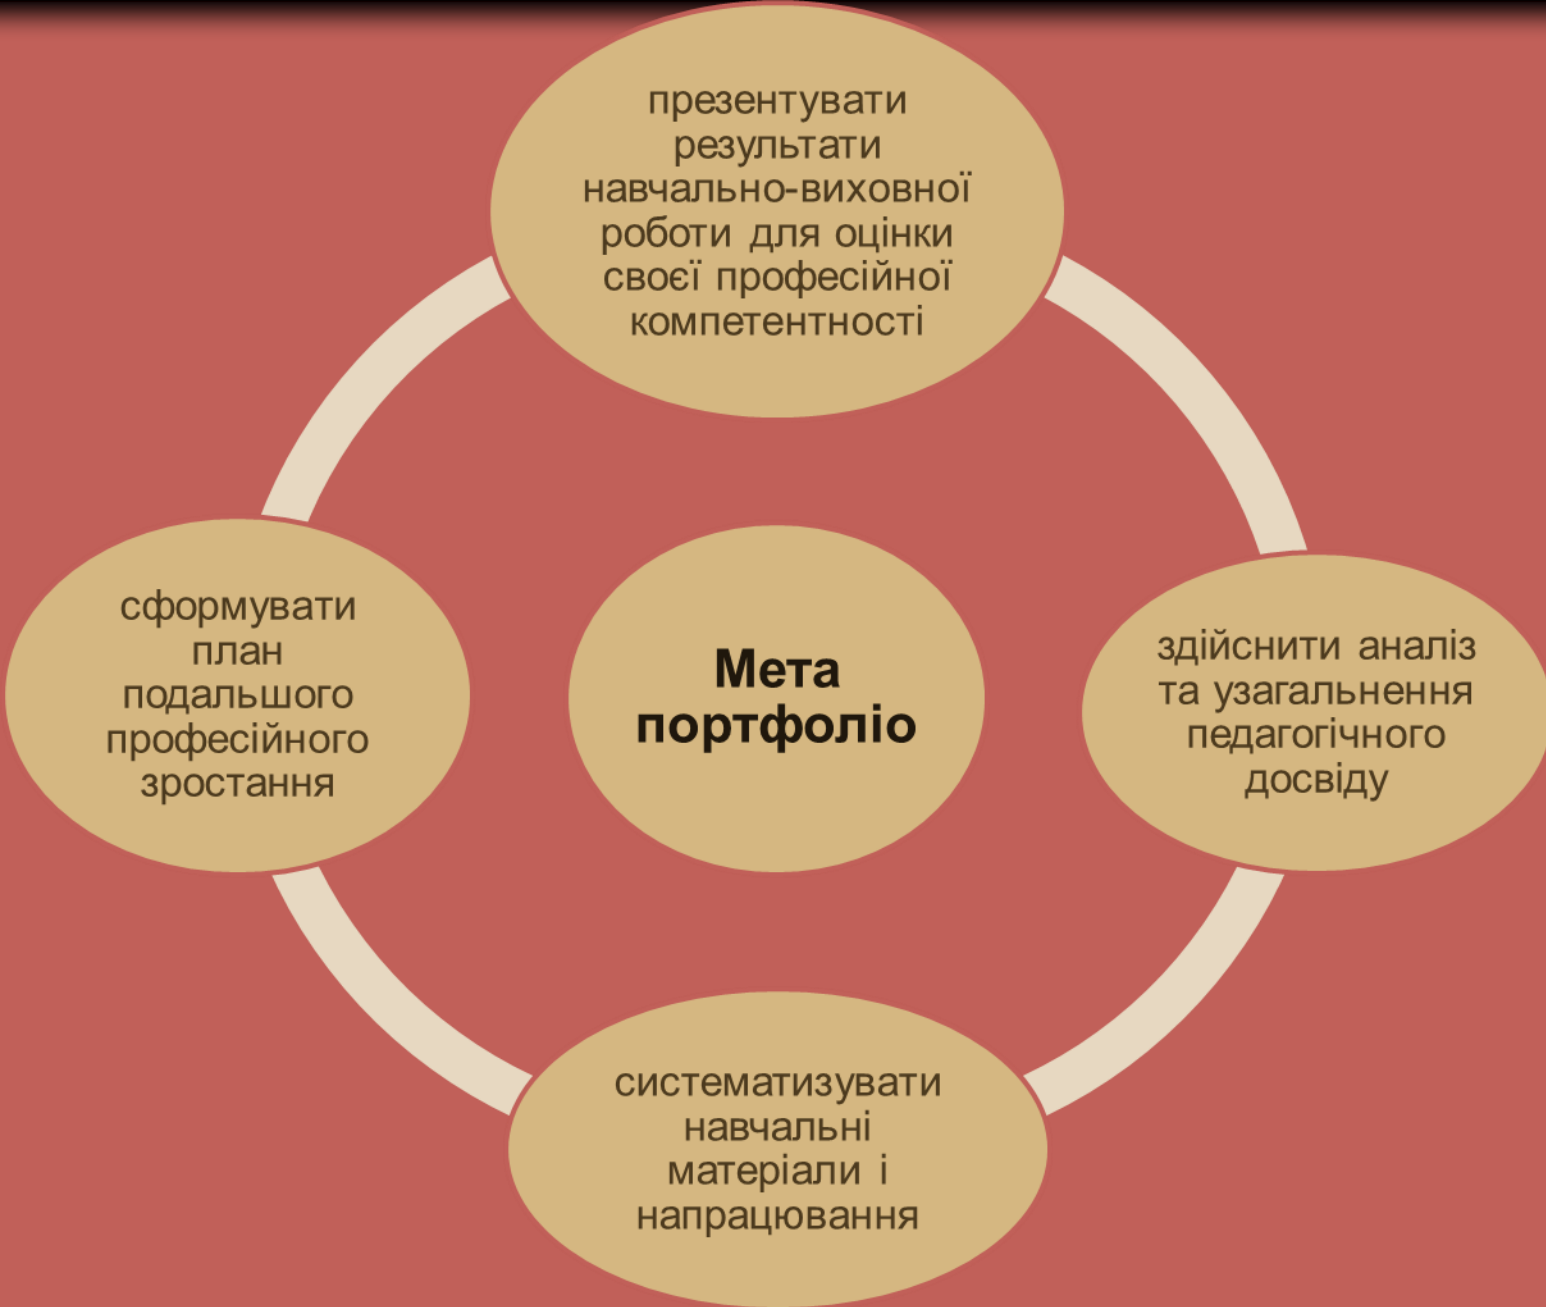 презентувати
результати
навчально-виховної
роботи для оцінки
своєї професійної
компетентності
сформувати
план
подальшого
професійного
зростання
Мета
портфоліо
здійснити аналіз
та узагальнення
педагогічного
досвіду
систематизувати
навчальні
матеріали і
напрацювання